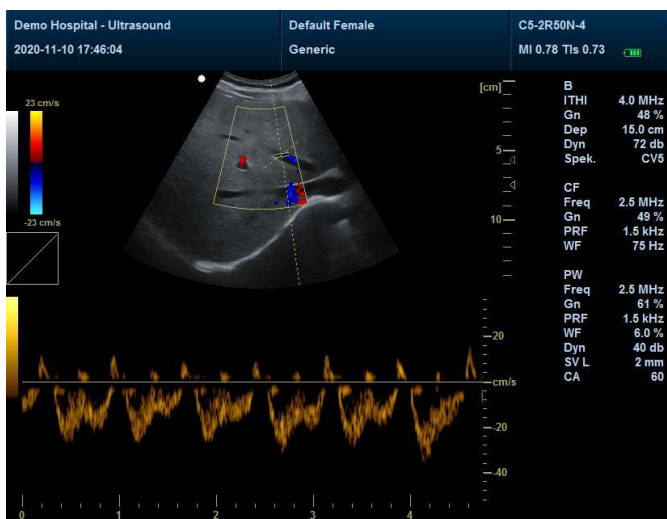 Demo Hospital - Ultrasound
2020-11-10 17:46:04
Default Female
Generic
C5-2R50N-4
MI 0.78 TIs 0.73
23 cm/s
-23 cm/s
[cm]
5
10
B
ITHI 4.0 MHz
Gn 48 %
Dep 15.0 cm
Dyn 72 db
Spek. CV5
CF
Freq 2.5 MHz
Gn 49 %
PRF 1.5 kHz
WF 75 Hz
PW
Freq 2.5 MHz
Gn 61 %
PRF 1.5 kHz
WF 6.0 %
Dyn 40 db
SV L 2 mm
CA 60
20
cm/s
-20
-40
0 1 2 3 4